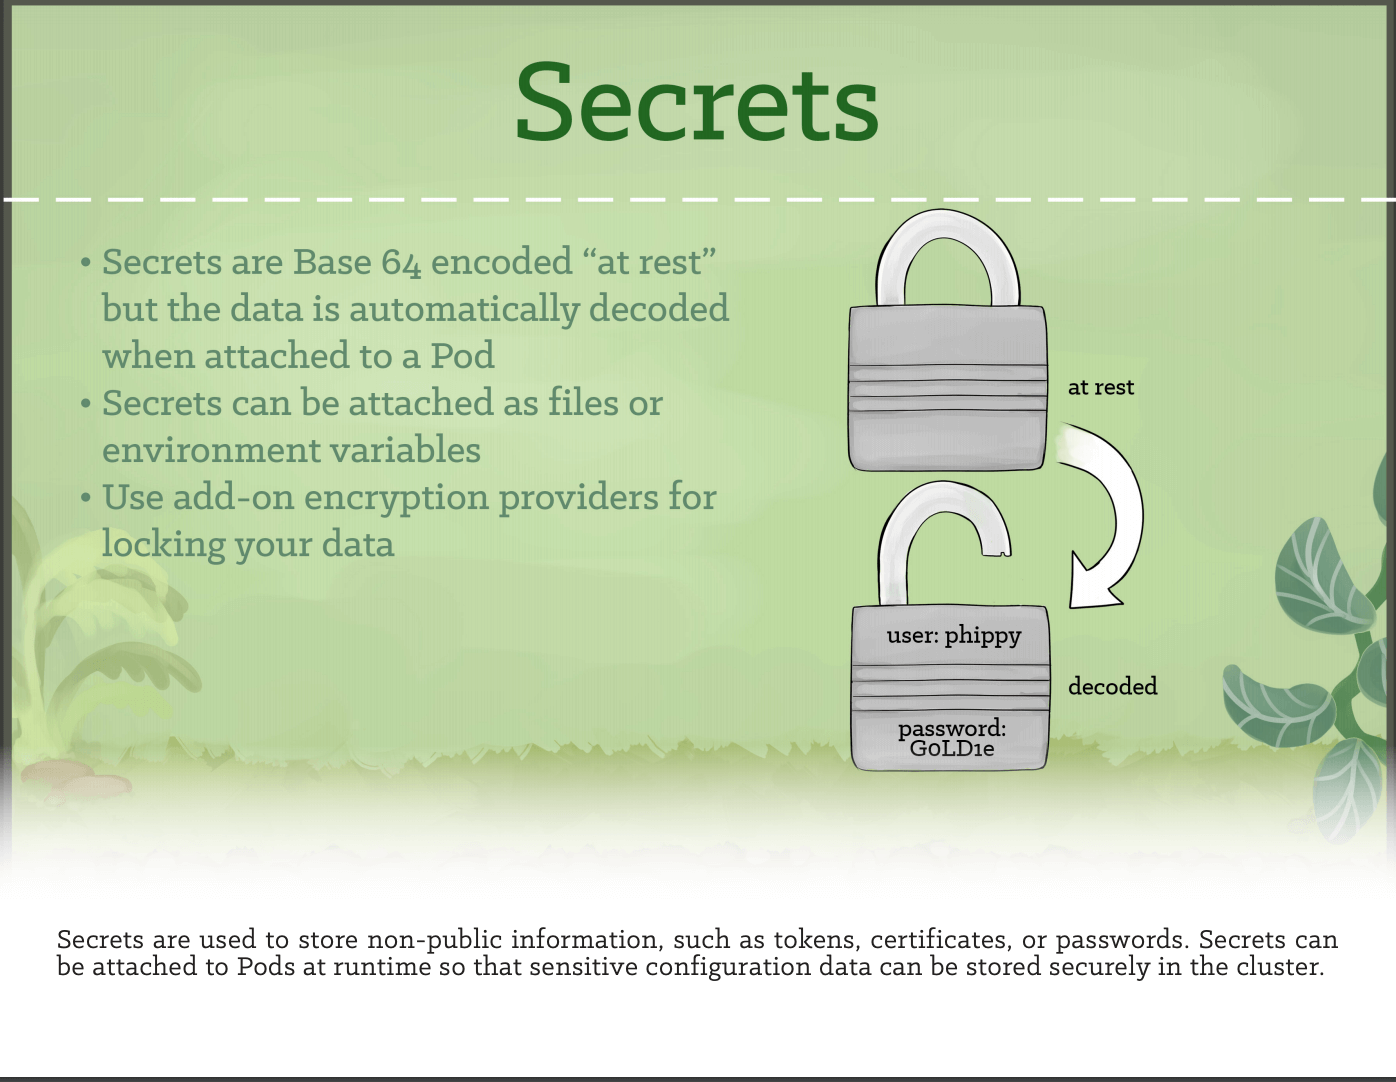 Secrets
• Secrets are Base 64 encoded “at rest”
but the data is automatically decoded
when attached to a Pod
• Secrets can be attached as files or
environment variables
• Use add-on encryption providers for
locking your data
at rest
user: phippy
decoded
password:
G0LD1e
Secrets are used to store non-public information, such as tokens, certificates, or passwords. Secrets can
be attached to Pods at runtime so that sensitive configuration data can be stored securely in the cluster.